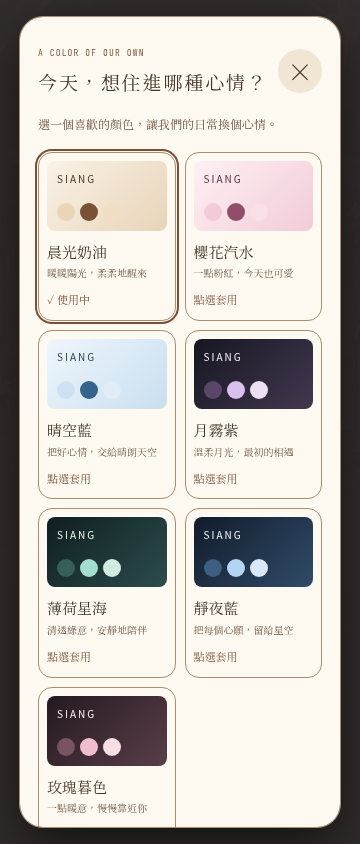 A COLOR OF OUR OWN
今天，想住進哪種心情？
選一個喜歡的顏色，讓我們的日常換個心情。
SIANG
晨光奶油
暖暖陽光，柔柔地醒來
✓ 使用中
SIANG
櫻花汽水
一點粉紅，今天也可愛
點選套用
SIANG
晴空藍
把好心情，交給晴朗天空
點選套用
SIANG
月霧紫
溫柔月光，最初的相遇
點選套用
SIANG
薄荷星海
清透綠意，安靜地陪伴
點選套用
SIANG
靜夜藍
把每個心願，留給星空
點選套用
SIANG
玫瑰暮色
一點暖意，慢慢靠近你